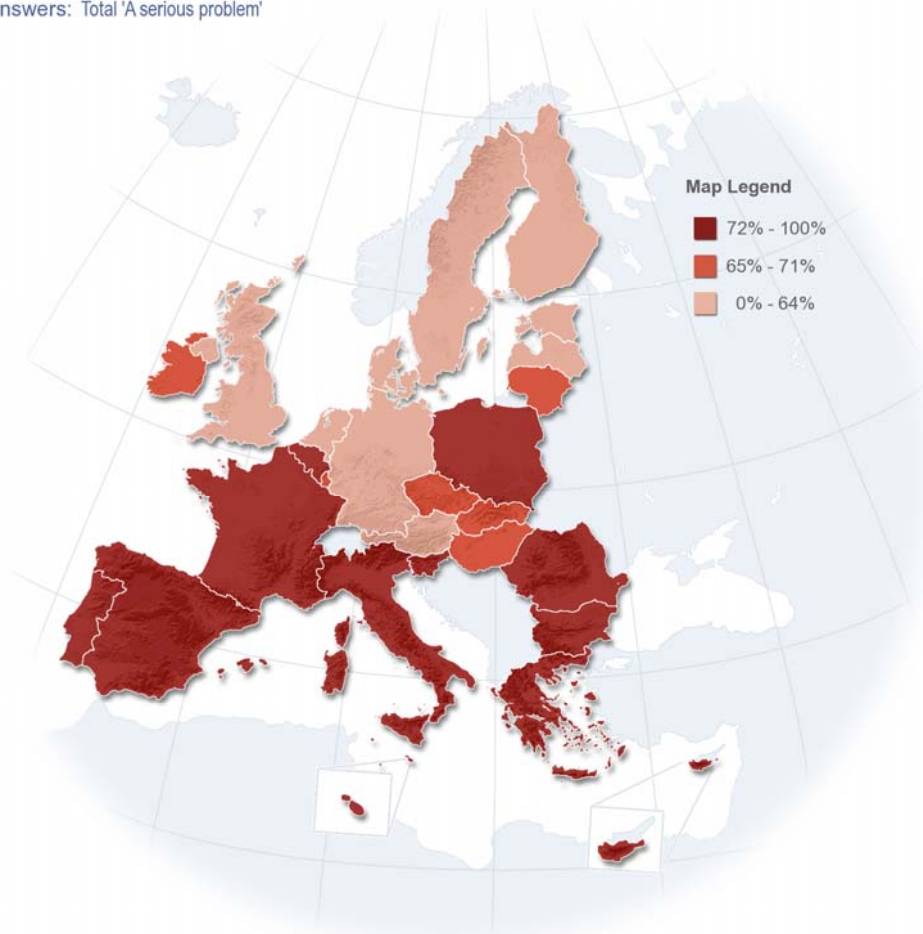 nswers: Total 'A serious problem'
Map Legend
72% - 100%
65% - 71%
0% - 64%